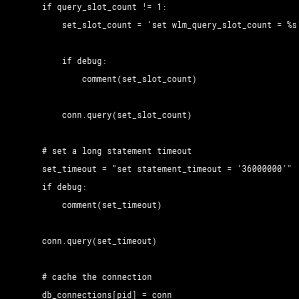 if query_slot_count != 1:
set_slot_count = 'set wlm_query_slot_count = %s
if debug:
comment(set_slot_count)
conn.query(set_slot_count)
# set a long statement timeout
set_timeout = "set statement_timeout = '36000000'"
if debug:
comment(set_timeout)
conn.query(set_timeout)
# cache the connection
db_connections[pid] = conn